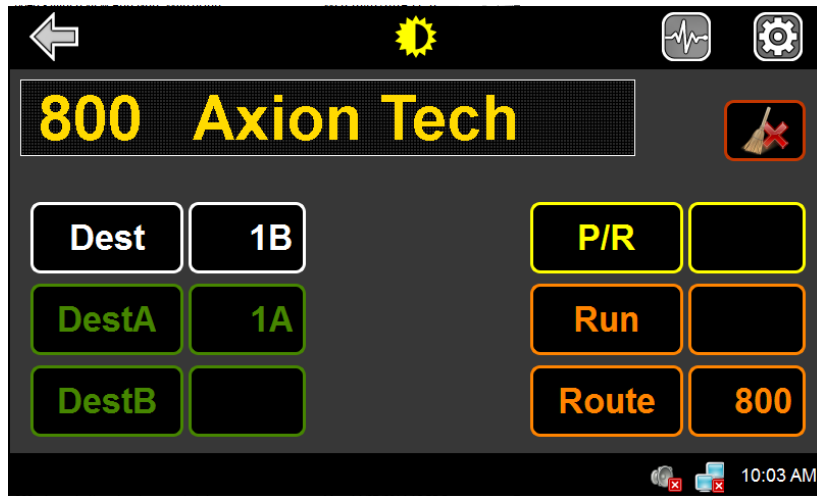 800 Axion Tech
Dest 1B P/R
DestA 1A Run
DestB Route 800
10:03 AM